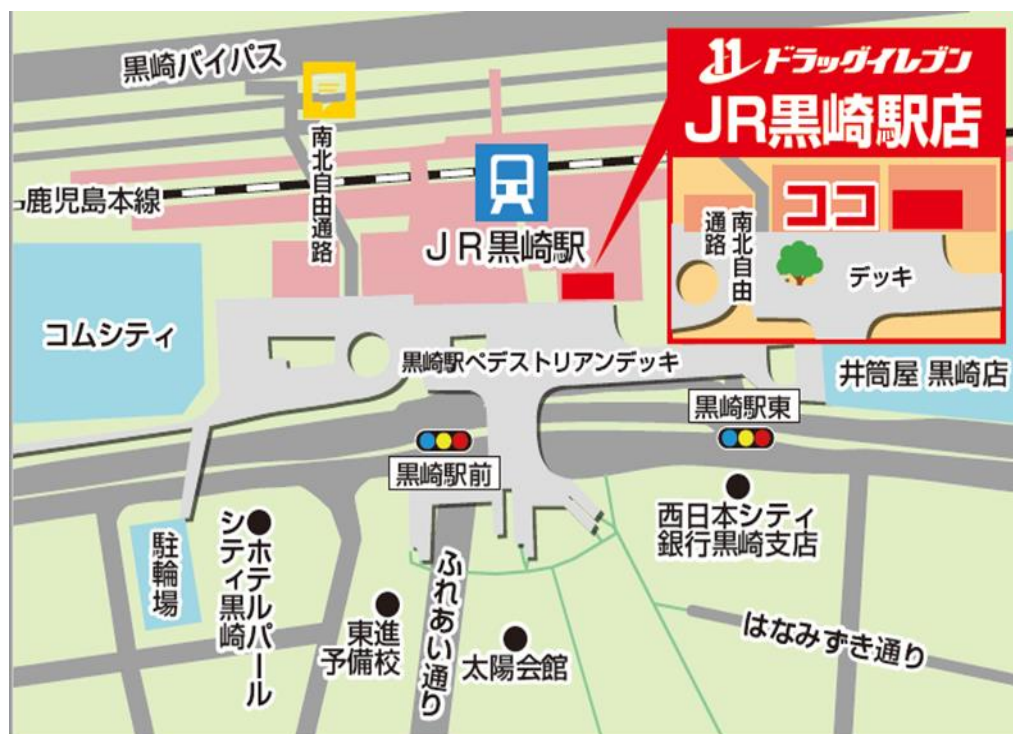 黒崎バイパス
ドラッグイレブン
JR黒崎駅店
南北自由通路
鹿児島本線
JR黒崎駅
ココ
南北自由
通路
デッキ
コムシティ
黒崎駅ペデストリアンデッキ
井筒屋 黒崎店
黒崎駅東
黒崎駅前
西日本シティ
銀行黒崎支店
駐輪場
ホテルパール
シティ黒崎
東進
予備校
ふれあい通り
太陽会館
はなみずき通り